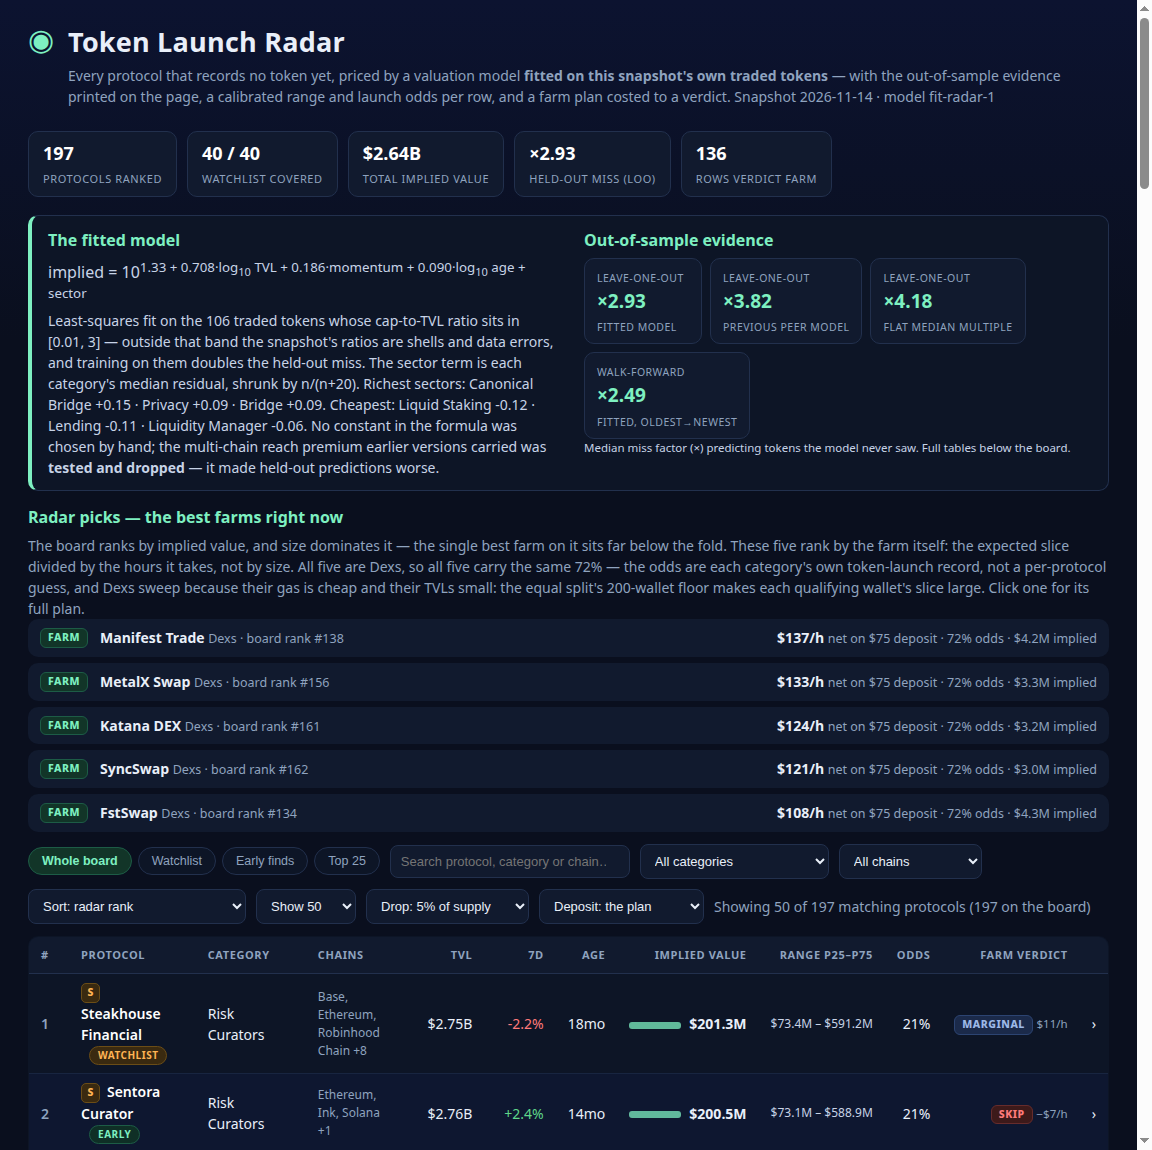 Token Launch Radar
Every protocol that records no token yet, priced by a valuation model fitted on this snapshot's own traded tokens — with the out-of-sample evidence
printed on the page, a calibrated range and launch odds per row, and a farm plan costed to a verdict. Snapshot 2026-11-14 · model fit-radar-1
197
PROTOCOLS RANKED
40 / 40
WATCHLIST COVERED
$2.64B
TOTAL IMPLIED VALUE
×2.93
HELD-OUT MISS (LOO)
136
ROWS VERDICT FARM
The fitted model
implied = 10^1.33 + 0.708·log10 TVL + 0.186·momentum + 0.090·log10 age +
sector
Least-squares fit on the 106 traded tokens whose cap-to-TVL ratio sits in
[0.01, 3] — outside that band the snapshot's ratios are shells and data errors,
and training on them doubles the held-out miss. The sector term is each
category's median residual, shrunk by n/(n+20). Richest sectors: Canonical
Bridge +0.15 · Privacy +0.09 · Bridge +0.09. Cheapest: Liquid Staking -0.12 ·
Lending -0.11 · Liquidity Manager -0.06. No constant in the formula was
chosen by hand; the multi-chain reach premium earlier versions carried was
tested and dropped — it made held-out predictions worse.
Out-of-sample evidence
LEAVE-ONE-OUT
×2.93
FITTED MODEL
LEAVE-ONE-OUT
×3.82
PREVIOUS PEER MODEL
LEAVE-ONE-OUT
×4.18
FLAT MEDIAN MULTIPLE
WALK-FORWARD
×2.49
FITTED, OLDEST→NEWEST
Median miss factor (×) predicting tokens the model never saw. Full tables below the board.
Radar picks — the best farms right now
The board ranks by implied value, and size dominates it — the single best farm on it sits far below the fold. These five rank by the farm itself: the expected slice
divided by the hours it takes, not by size. All five are Dexs, so all five carry the same 72% — the odds are each category's own token-launch record, not a per-protocol
guess, and Dexs sweep because their gas is cheap and their TVLs small: the equal split's 200-wallet floor makes each qualifying wallet's slice large. Click one for its
full plan.
FARM Manifest Trade Dexs · board rank #138 $137/h net on $75 deposit · 72% odds · $4.2M implied
FARM MetalX Swap Dexs · board rank #156 $133/h net on $75 deposit · 72% odds · $3.3M implied
FARM Katana DEX Dexs · board rank #161 $124/h net on $75 deposit · 72% odds · $3.2M implied
FARM SyncSwap Dexs · board rank #162 $121/h net on $75 deposit · 72% odds · $3.0M implied
FARM FstSwap Dexs · board rank #134 $108/h net on $75 deposit · 72% odds · $4.3M implied
Whole board Watchlist Early finds Top 25 Search protocol, category or chain.. All categories All chains
Sort: radar rank Show 50 Drop: 5% of supply Deposit: the plan Showing 50 of 197 matching protocols (197 on the board)
# PROTOCOL CATEGORY CHAINS TVL 7D AGE IMPLIED VALUE RANGE P25–P75 ODDS FARM VERDICT
1 S Steakhouse Financial WATCHLIST Risk Curators Base, Ethereum, Robinhood Chain +8 $2.75B -2.2% 18mo $201.3M $73.4M – $591.2M 21% MARGINAL $11/h ›
2 S Sentora Curator EARLY Risk Curators Ethereum, Ink, Solana +1 $2.76B +2.4% 14mo $200.5M $73.1M – $588.9M 21% SKIP −$7/h ›